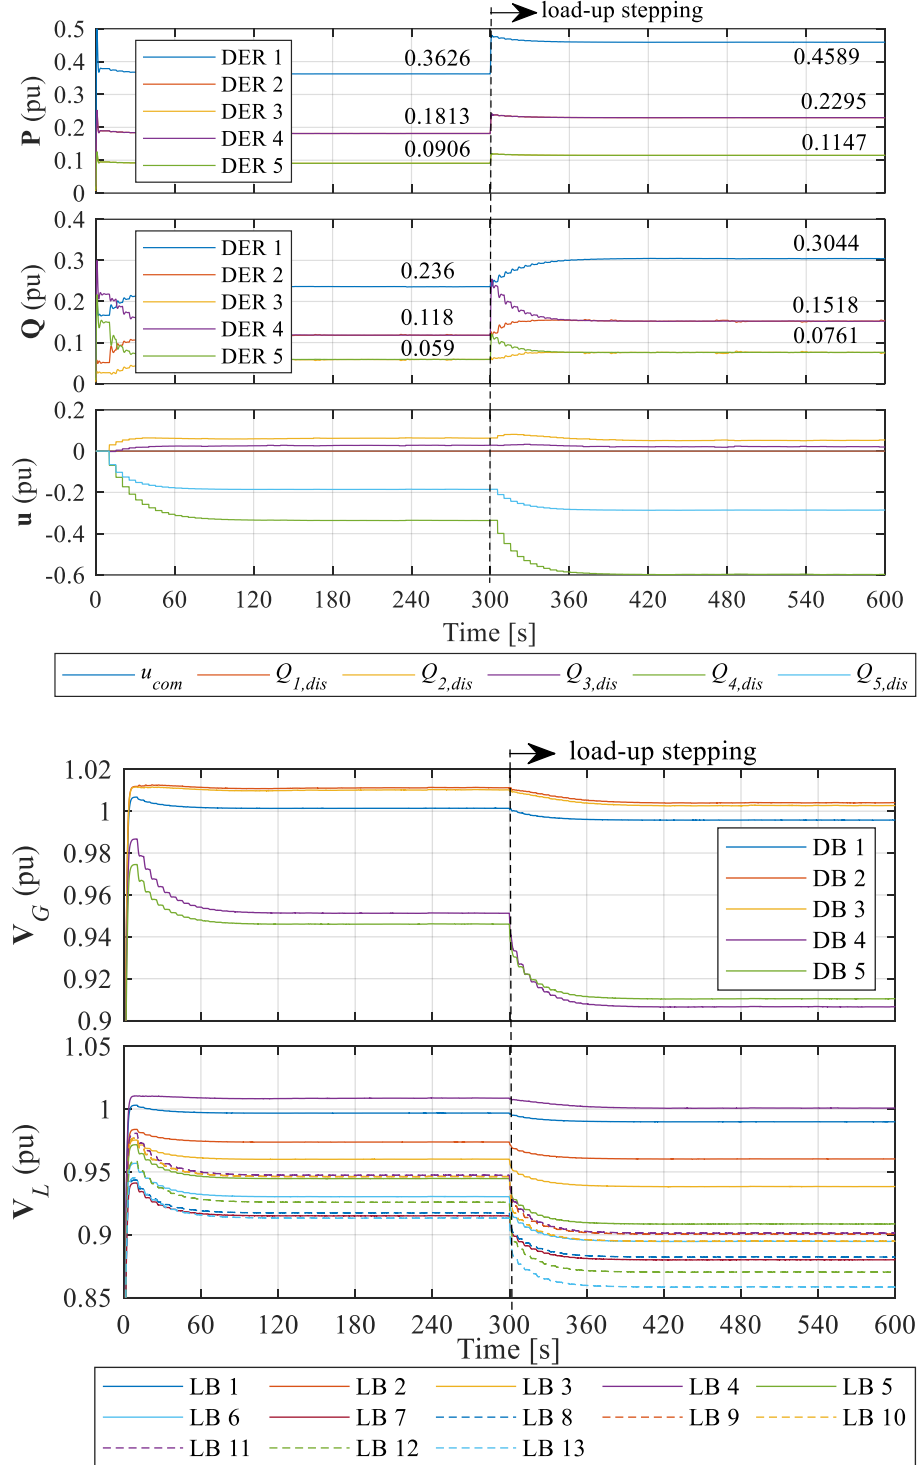 load-up stepping
P (pu)
0.5
0.4
0.3
0.2
0.1
0
DER 1
DER 2
DER 3
DER 4
DER 5
0.3626
0.1813
0.0906
0.4589
0.2295
0.1147
Q (pu)
0.4
0.3
0.2
0.1
0
DER 1
DER 2
DER 3
DER 4
DER 5
0.236
0.118
0.059
0.3044
0.1518
0.0761
u (pu)
0.2
0
-0.2
-0.4
-0.6
0 60 120 180 240 300 360 420 480 540 600
Time [s]
u_com Q_1,dis Q_2,dis Q_3,dis Q_4,dis Q_5,dis
load-up stepping
V_G (pu)
1.02
1
0.98
0.96
0.94
0.92
0.9
DB 1
DB 2
DB 3
DB 4
DB 5
V_L (pu)
1.05
1
0.95
0.9
0.85
0 60 120 180 240 300 360 420 480 540 600
Time [s]
LB 1 LB 2 LB 3 LB 4 LB 5
LB 6 LB 7 LB 8 LB 9 LB 10
LB 11 LB 12 LB 13